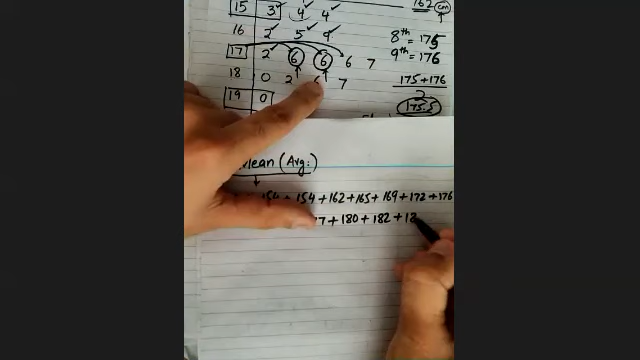 162 cm
15 3 4 4
16 2 5 9
17 2 6 6 6 7
18 0 2 6 7
19 0
8th = 175
9th = 176
175+176
2
175.5
Mean (Avg.)
154 + 154 + 162 + 165 + 169 + 172 + 176
+ 180 + 182 + 18